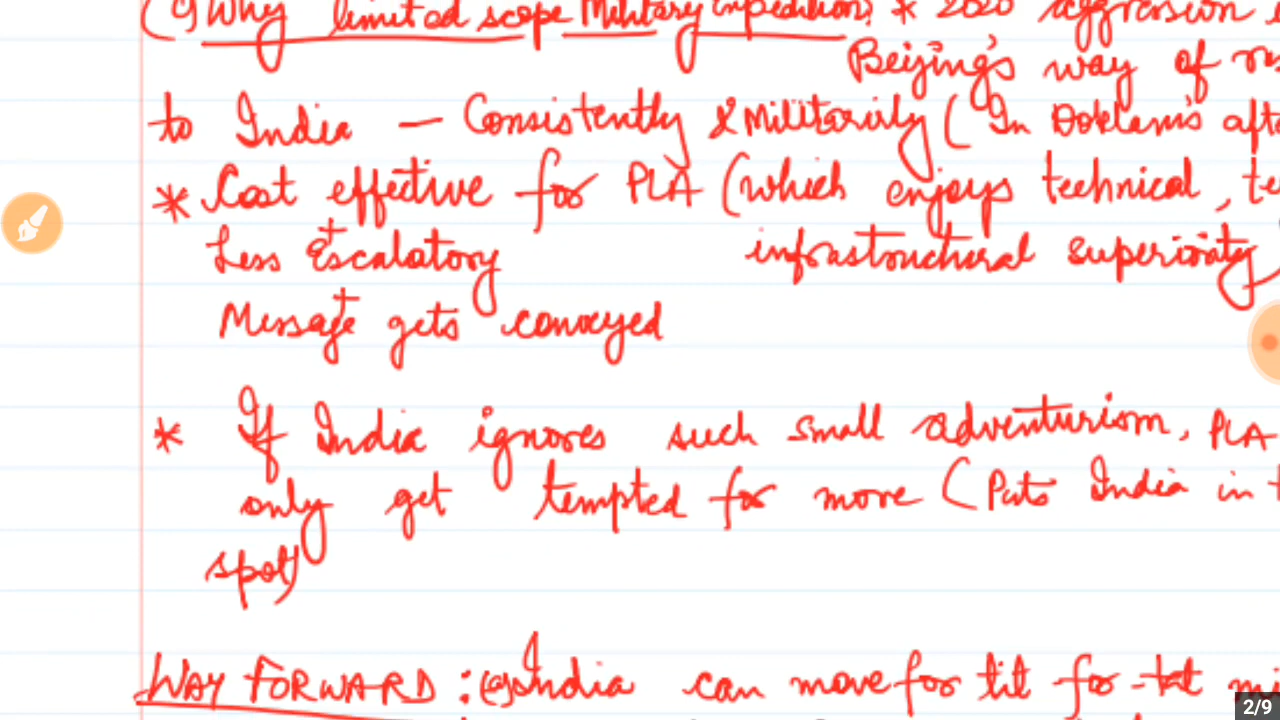 (c) Why limited scope Military expedition? * 2020 aggression
Beijing's way of
to India — Consistently & Militarily (In Doklam's
* Cost effective for PLA (which enjoys technical,
+
Less Escalatory infrastructural superiority
+
Message gets conveyed
* If India ignores such small adventurism, PLA
only get tempted for more (Puts India in
spot)
WAY FORWARD : (a) India can move for tit for tat
2/9